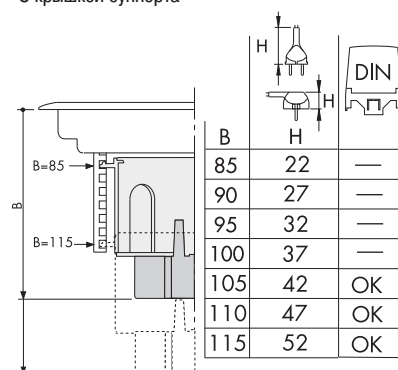 С крышкой суппорта
H
H
DIN
B H
85 22 —
90 27 —
95 32 —
100 37 —
105 42 OK
110 47 OK
115 52 OK
B=85
B
B=115